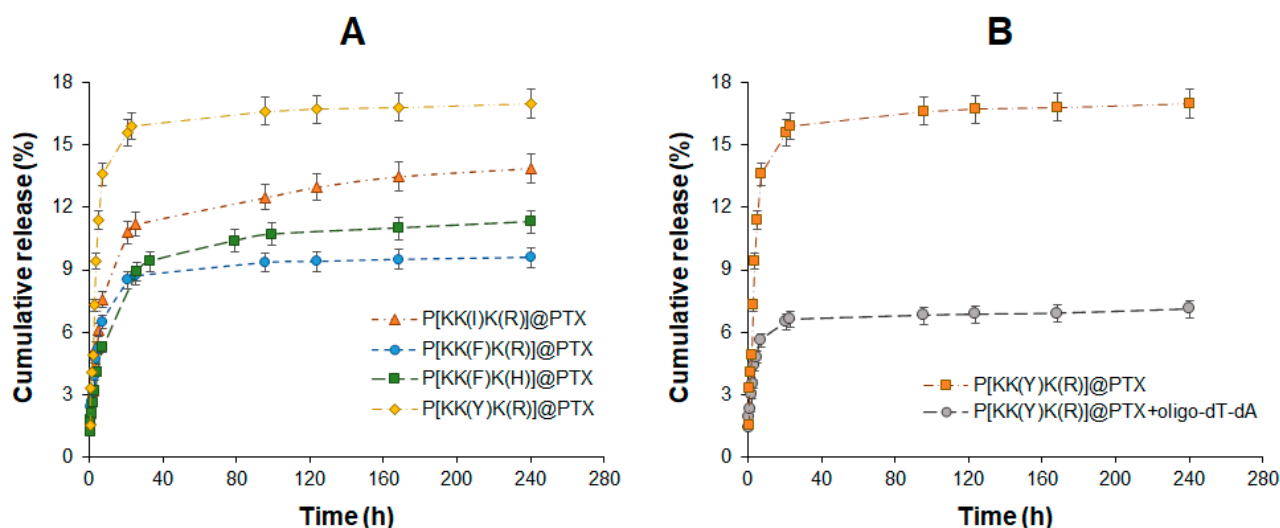 A
Cumulative release (%)
18
15
12
9
6
3
0
P[KK(I)K(R)]@PTX
P[KK(F)K(R)]@PTX
P[KK(F)K(H)]@PTX
P[KK(Y)K(R)]@PTX
0 40 80 120 160 200 240 280
Time (h)
B
Cumulative release (%)
18
15
12
9
6
3
0
P[KK(Y)K(R)]@PTX
P[KK(Y)K(R)]@PTX+oligo-dT-dA
0 40 80 120 160 200 240 280
Time (h)